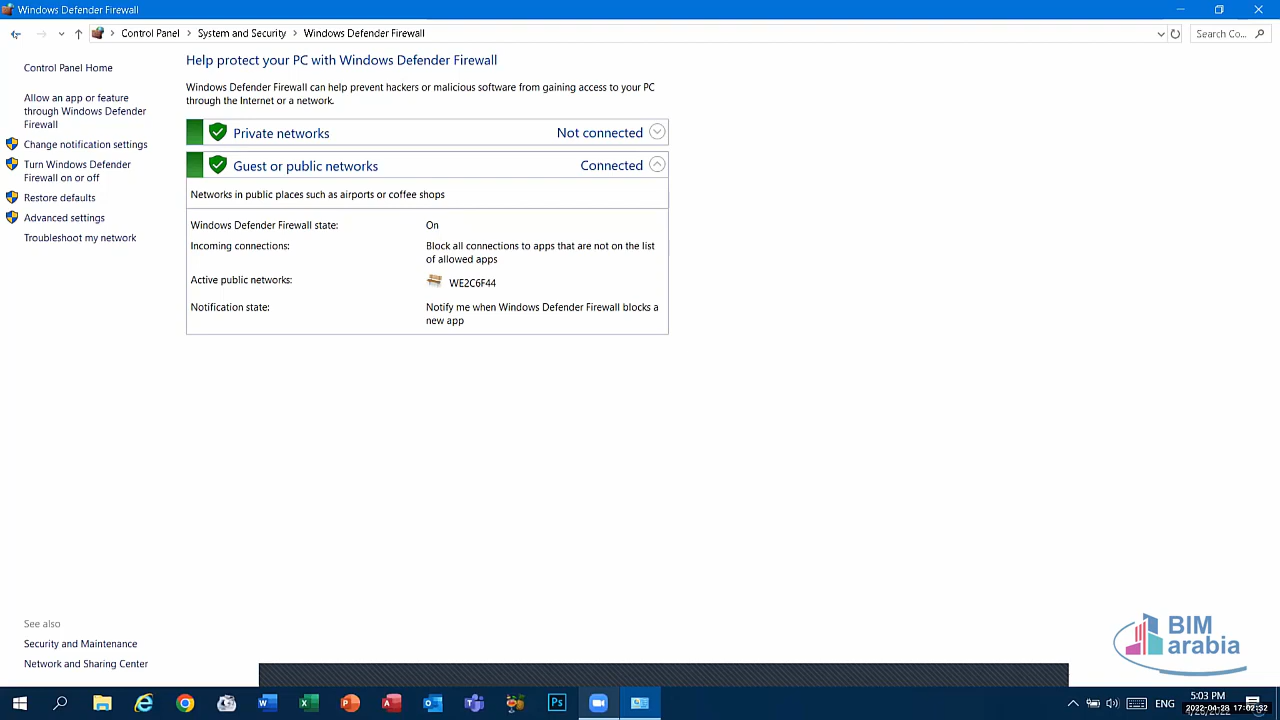 Windows Defender Firewall
Control Panel > System and Security > Windows Defender Firewall
Search Co...
Control Panel Home
Allow an app or feature
through Windows Defender
Firewall
Change notification settings
Turn Windows Defender
Firewall on or off
Restore defaults
Advanced settings
Troubleshoot my network
Help protect your PC with Windows Defender Firewall
Windows Defender Firewall can help prevent hackers or malicious software from gaining access to your PC
through the Internet or a network.
Private networks Not connected
Guest or public networks Connected
Networks in public places such as airports or coffee shops
Windows Defender Firewall state: On
Incoming connections: Block all connections to apps that are not on the list
of allowed apps
Active public networks: WE2C6F44
Notification state: Notify me when Windows Defender Firewall blocks a
new app
See also
Security and Maintenance
Network and Sharing Center
BIM
arabia
W X P A O T Ps
ENG
5:03 PM
2022-04-28 17:02:32